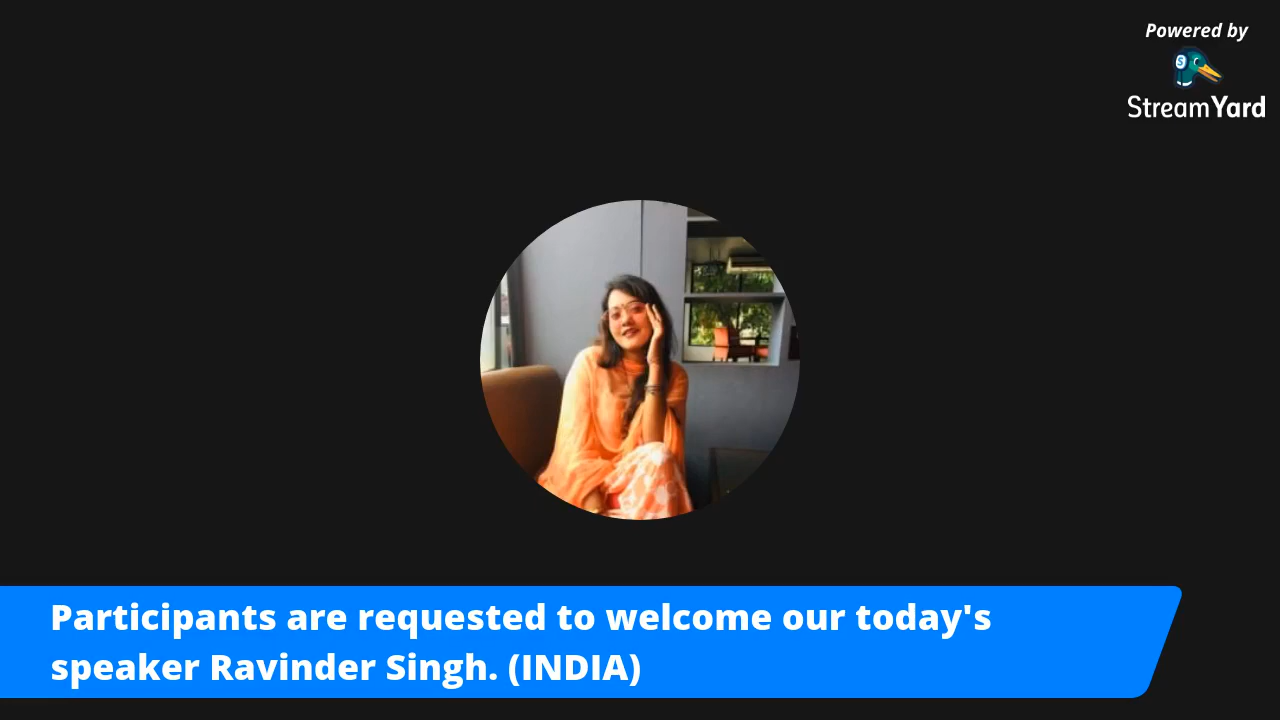 Powered by
StreamYard
Participants are requested to welcome our today's
speaker Ravinder Singh. (INDIA)